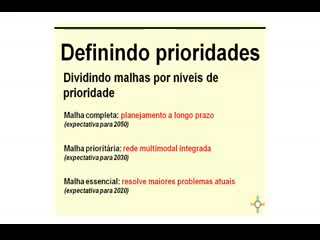 Definindo prioridades
Dividindo malhas por níveis de
prioridade
Malha completa: planejamento a longo prazo
(expectativa para 2050)
Malha prioritária: rede multimodal integrada
(expectativa para 2030)
Malha essencial: resolve maiores problemas atuais
(expectativa para 2020)